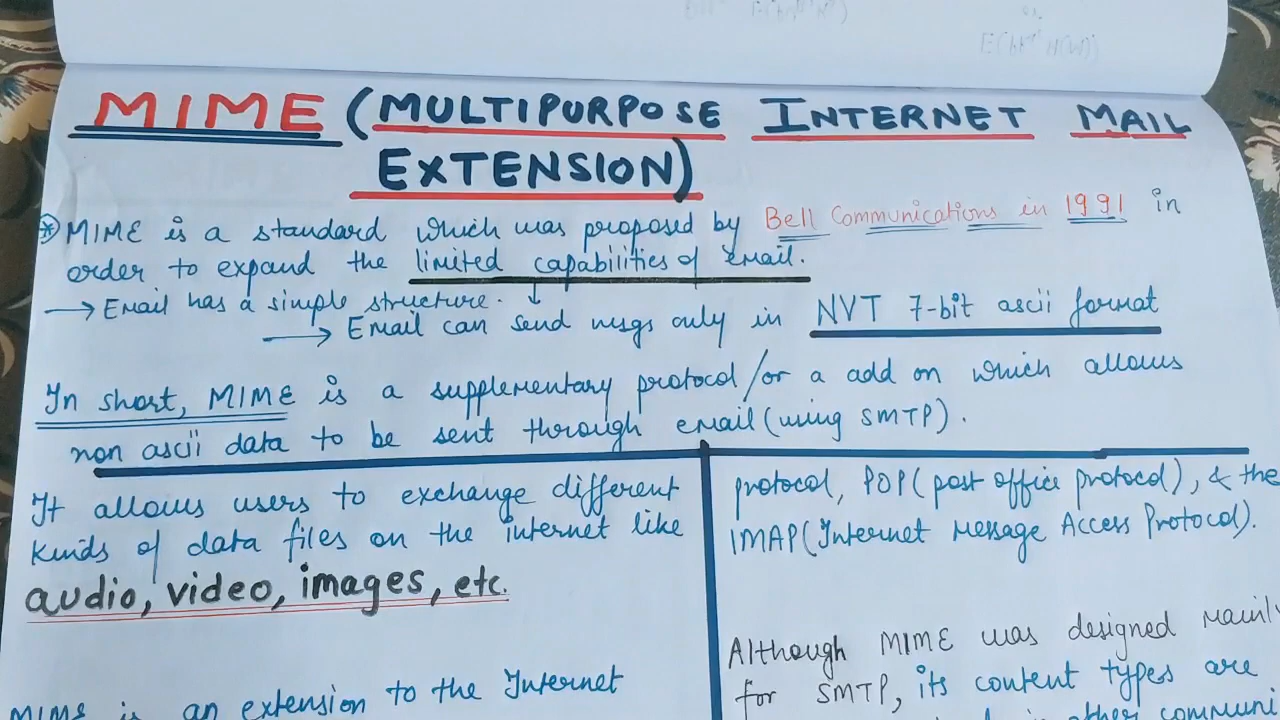 MIME (MULTIPURPOSE INTERNET MAIL
EXTENSION)
MIME is a standard which was proposed by Bell Communications in 1991 in
order to expand the limited capabilities of email.
→ Email has a simple structure. ↓
→ Email can send msgs only in NVT 7-bit ascii format
In short, MIME is a supplementary protocol/or a add on which allows
non ascii data to be sent through email(using SMTP).
It allows users to exchange different
kinds of data files on the internet like
audio, video, images, etc.
MIME is an extension to the Internet
protocol, POP(post office protocol), & the
IMAP(Internet Message Access Protocol).
Although MIME was designed mainly
for SMTP, its content types are
in other communi